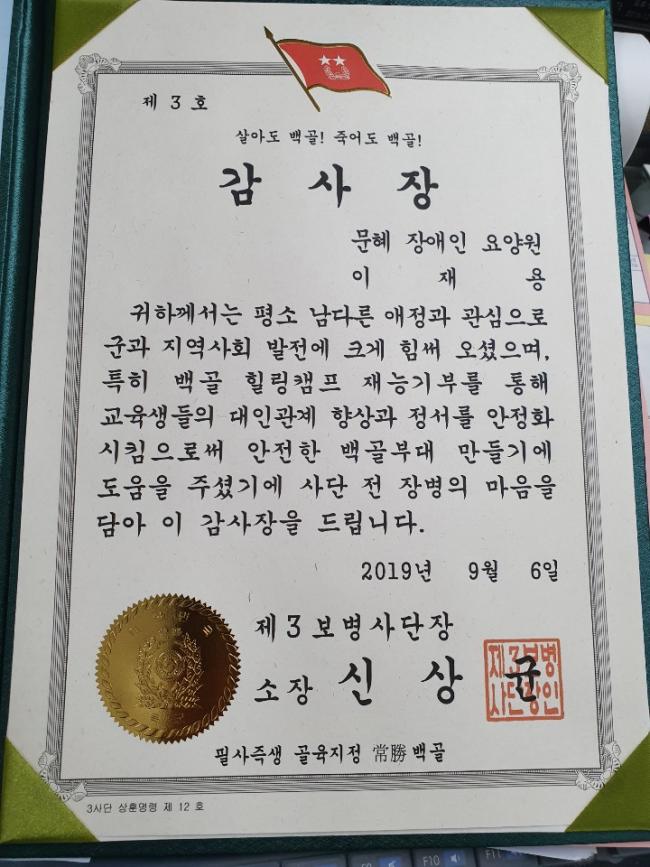 제 3 호
살아도 백골! 죽어도 백골!
감 사 장
문혜 장애인 요양원
이 재 용
귀하께서는 평소 남다른 애정과 관심으로
군과 지역사회 발전에 크게 힘써 오셨으며,
특히 백골 힐링캠프 재능기부를 통해
교육생들의 대인관계 향상과 정서를 안정화
시킴으로써 안전한 백골부대 만들기에
도움을 주셨기에 사단 전 장병의 마음을
담아 이 감사장을 드립니다.
2019년 9월 6일
제 3 보병사단장
소장 신 상 균
제3보병
사단장인
필사즉생 골육지정 常勝 백골
3사단 상훈명령 제 12 호
F10